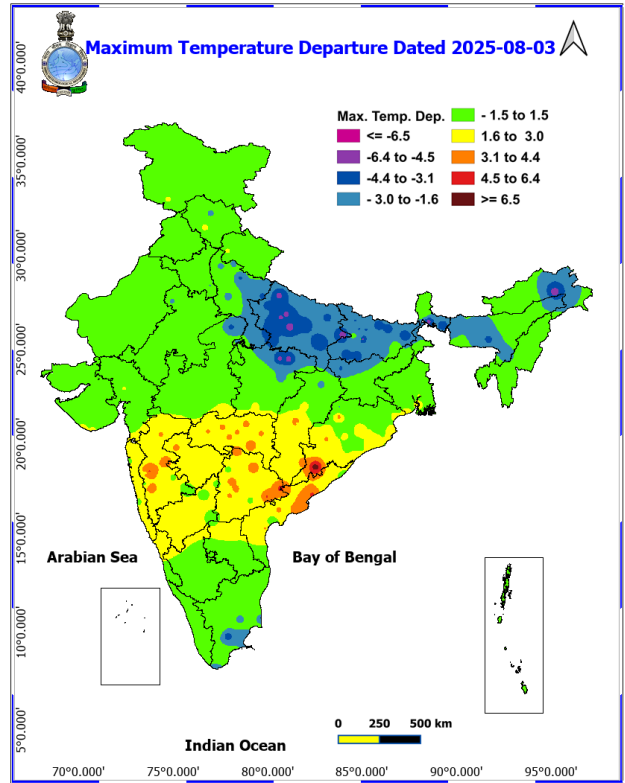 Maximum Temperature Departure Dated 2025-08-03
Max. Temp. Dep.
<= -6.5
-6.4 to -4.5
-4.4 to -3.1
- 3.0 to -1.6
- 1.5 to 1.5
1.6 to 3.0
3.1 to 4.4
4.5 to 6.4
>= 6.5
40°0.000'
35°0.000'
30°0.000'
25°0.000'
20°0.000'
15°0.000'
10°0.000'
5°0.000'
Arabian Sea
Bay of Bengal
Indian Ocean
0 250 500 km
70°0.000' 75°0.000' 80°0.000' 85°0.000' 90°0.000' 95°0.000'